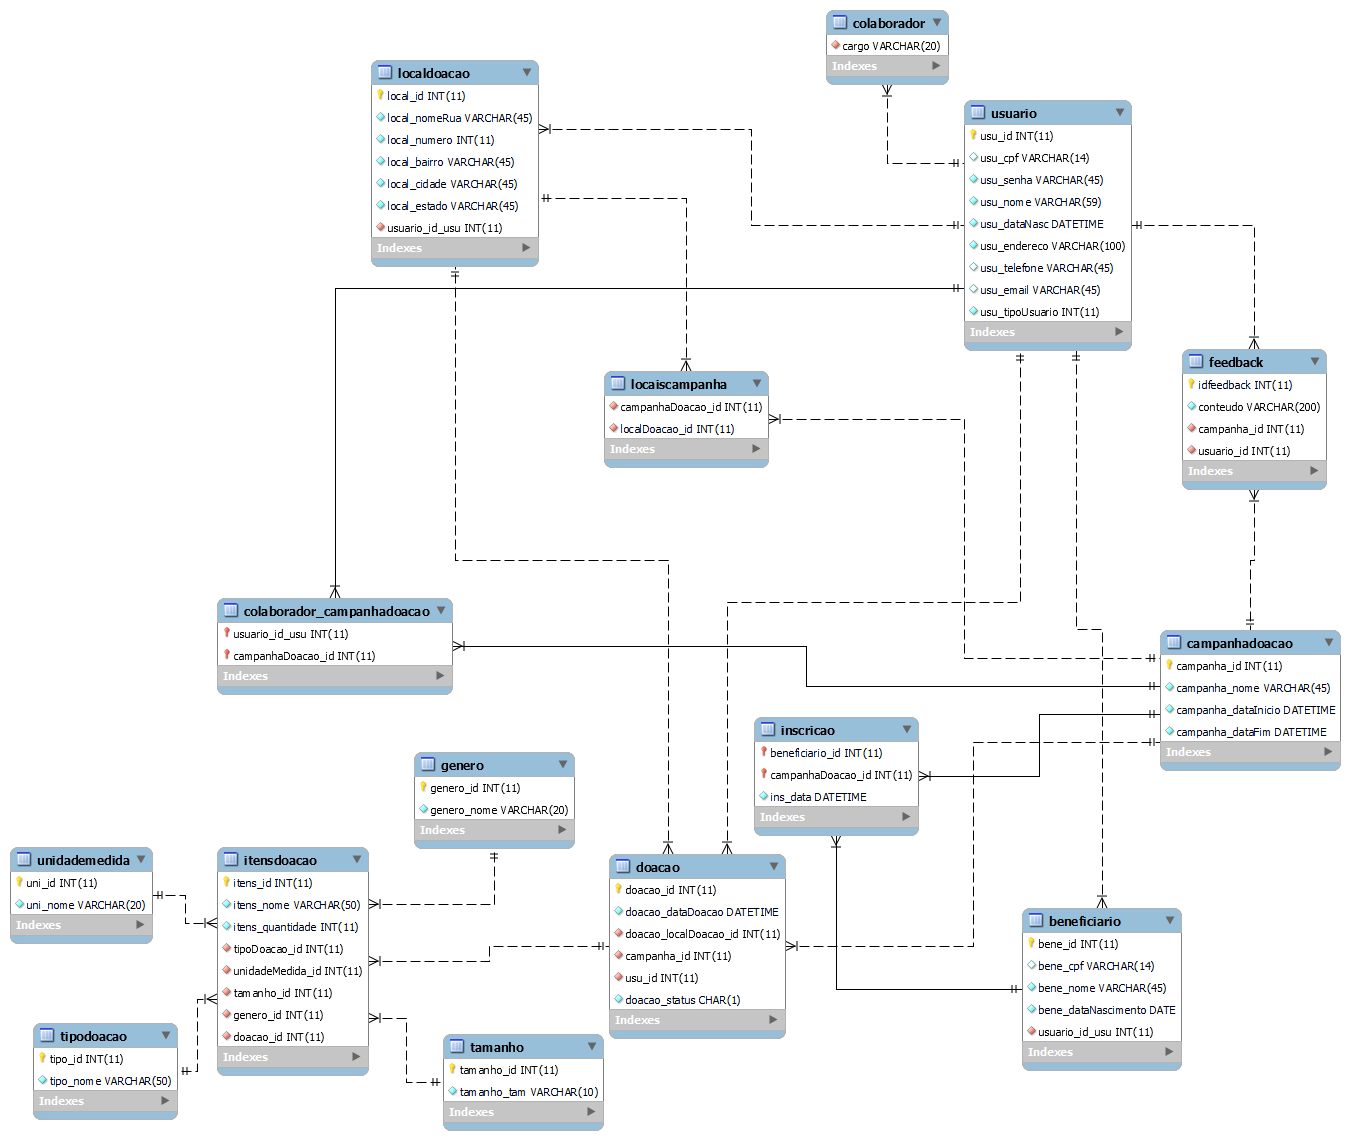 colaborador
cargo VARCHAR(20)
Indexes
localdoacao
local_id INT(11)
local_nomeRua VARCHAR(45)
local_numero INT(11)
local_bairro VARCHAR(45)
local_cidade VARCHAR(45)
local_estado VARCHAR(45)
usuario_id_usu INT(11)
Indexes
usuario
usu_id INT(11)
usu_cpf VARCHAR(14)
usu_senha VARCHAR(45)
usu_nome VARCHAR(59)
usu_dataNasc DATETIME
usu_endereco VARCHAR(100)
usu_telefone VARCHAR(45)
usu_email VARCHAR(45)
usu_tipoUsuario INT(11)
Indexes
feedback
idfeedback INT(11)
conteudo VARCHAR(200)
campanha_id INT(11)
usuario_id INT(11)
Indexes
locaiscampanha
campanhaDoacao_id INT(11)
localDoacao_id INT(11)
Indexes
colaborador_campanhadoacao
usuario_id_usu INT(11)
campanhaDoacao_id INT(11)
Indexes
campanhadoacao
campanha_id INT(11)
campanha_nome VARCHAR(45)
campanha_dataInicio DATETIME
campanha_dataFim DATETIME
Indexes
inscricao
beneficiario_id INT(11)
campanhaDoacao_id INT(11)
ins_data DATETIME
Indexes
genero
genero_id INT(11)
genero_nome VARCHAR(20)
Indexes
unidademedida
uni_id INT(11)
uni_nome VARCHAR(20)
Indexes
itensdoacao
itens_id INT(11)
itens_nome VARCHAR(50)
itens_quantidade INT(11)
tipoDoacao_id INT(11)
unidadeMedida_id INT(11)
tamanho_id INT(11)
genero_id INT(11)
doacao_id INT(11)
Indexes
doacao
doacao_id INT(11)
doacao_dataDoacao DATETIME
doacao_localDoacao_id INT(11)
campanha_id INT(11)
usu_id INT(11)
doacao_status CHAR(1)
Indexes
beneficiario
bene_id INT(11)
bene_cpf VARCHAR(14)
bene_nome VARCHAR(45)
bene_dataNascimento DATE
usuario_id_usu INT(11)
Indexes
tipodoacao
tipo_id INT(11)
tipo_nome VARCHAR(50)
Indexes
tamanho
tamanho_id INT(11)
tamanho_tam VARCHAR(10)
Indexes